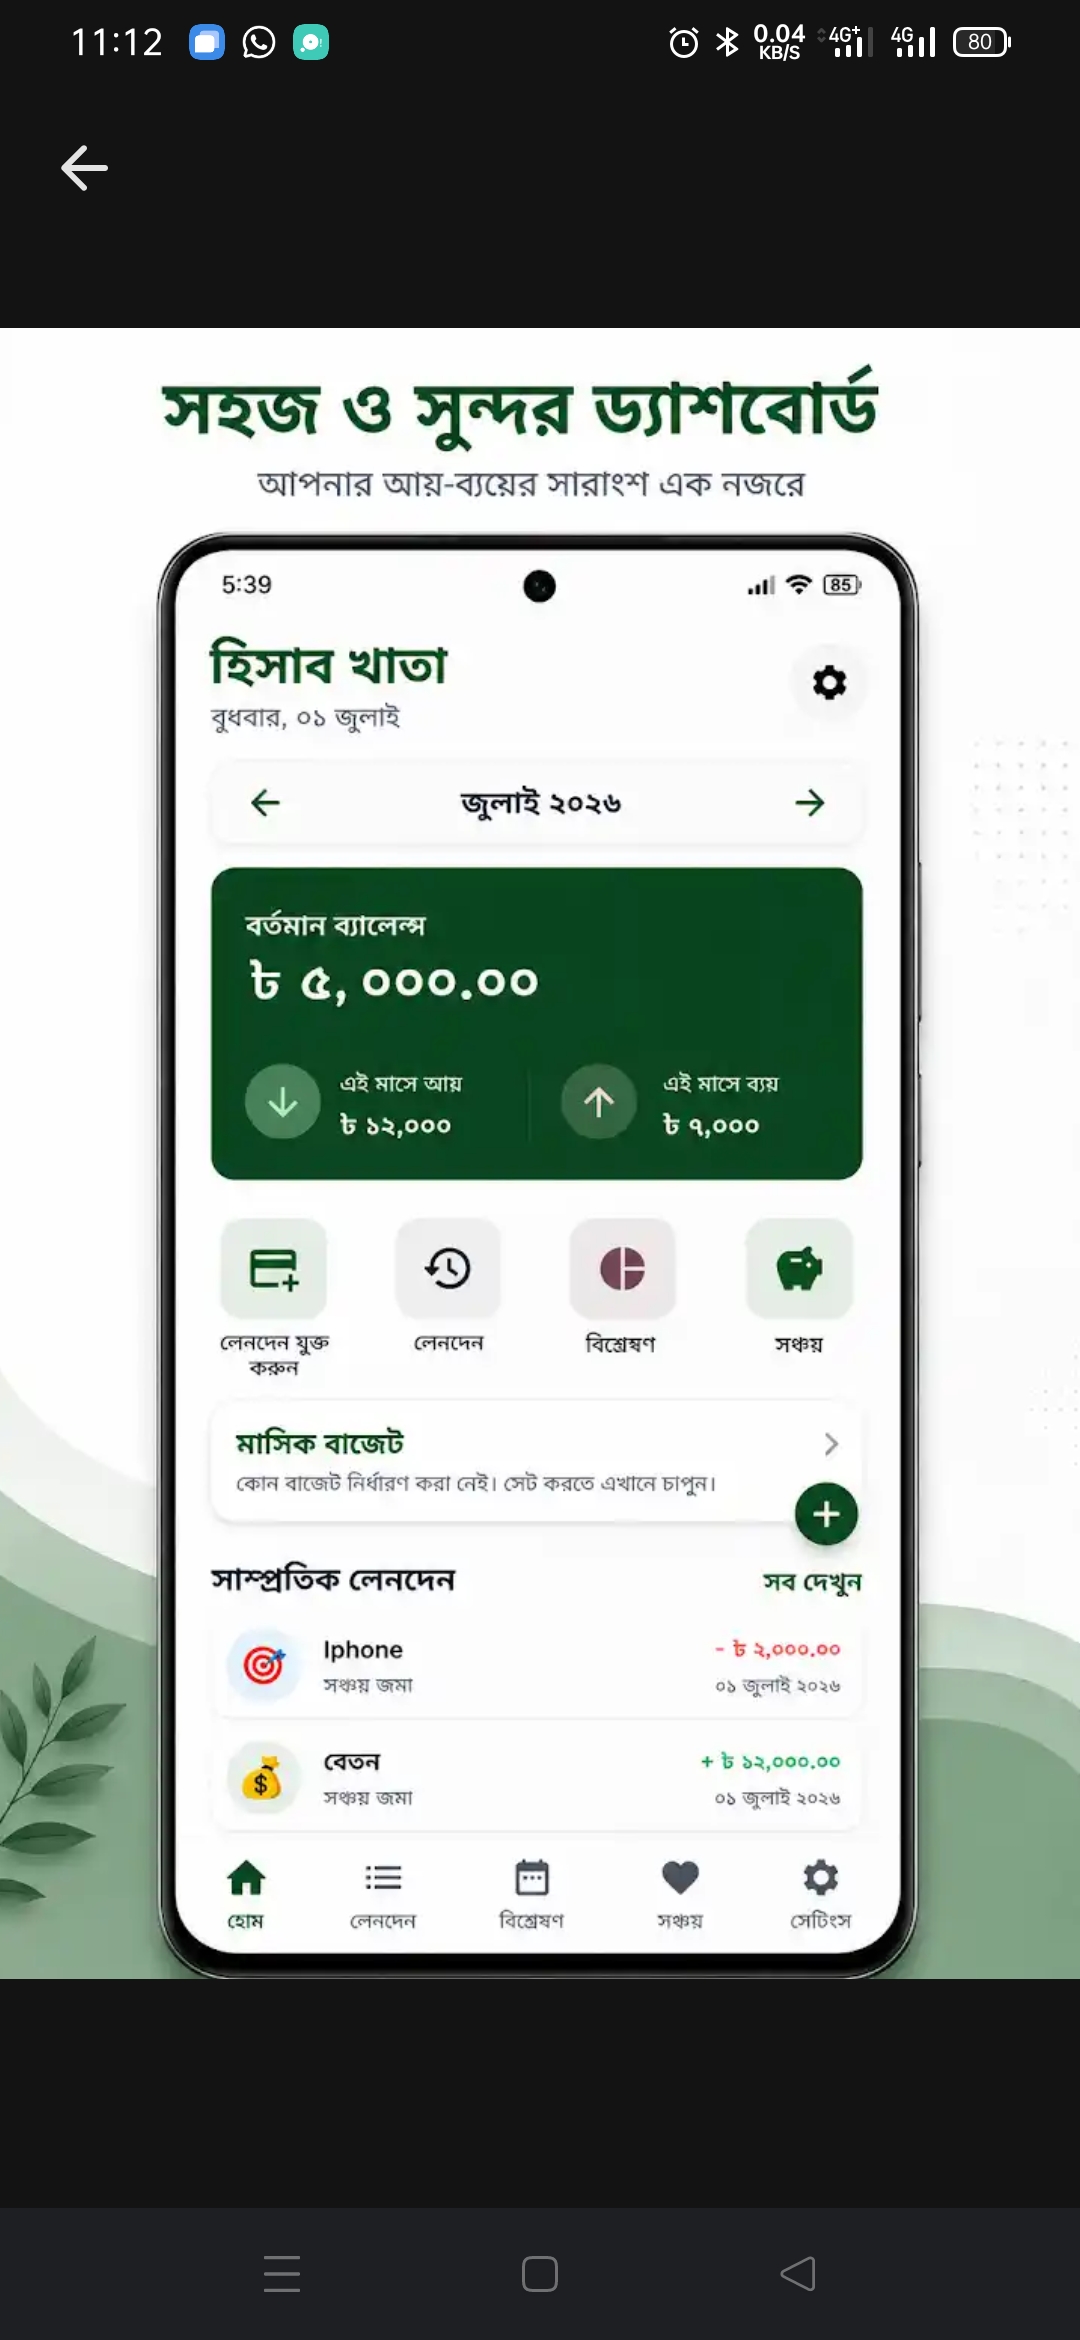 11:12
0.04
KB/S
4G+
4G
80
সহজ ও সুন্দর ড্যাশবোর্ড
আপনার আয়-ব্যয়ের সারাংশ এক নজরে
5:39
85
হিসাব খাতা
বুধবার, ০১ জুলাই
জুলাই ২০২৬
বর্তমান ব্যালেন্স
৳ ৫, ০০০.০০
এই মাসে আয়
৳ ১২,০০০
এই মাসে ব্যয়
৳ ৭,০০০
লেনদেন যুক্ত
করুন
লেনদেন
বিশ্লেষণ
সঞ্চয়
মাসিক বাজেট
কোন বাজেট নির্ধারণ করা নেই। সেট করতে এখানে চাপুন।
সাম্প্রতিক লেনদেন
সব দেখুন
Iphone
- ৳ ২,০০০.০০
সঞ্চয় জমা
০১ জুলাই ২০২৬
বেতন
+ ৳ ১২,০০০.০০
সঞ্চয় জমা
০১ জুলাই ২০২৬
হোম
লেনদেন
বিশ্লেষণ
সঞ্চয়
সেটিংস